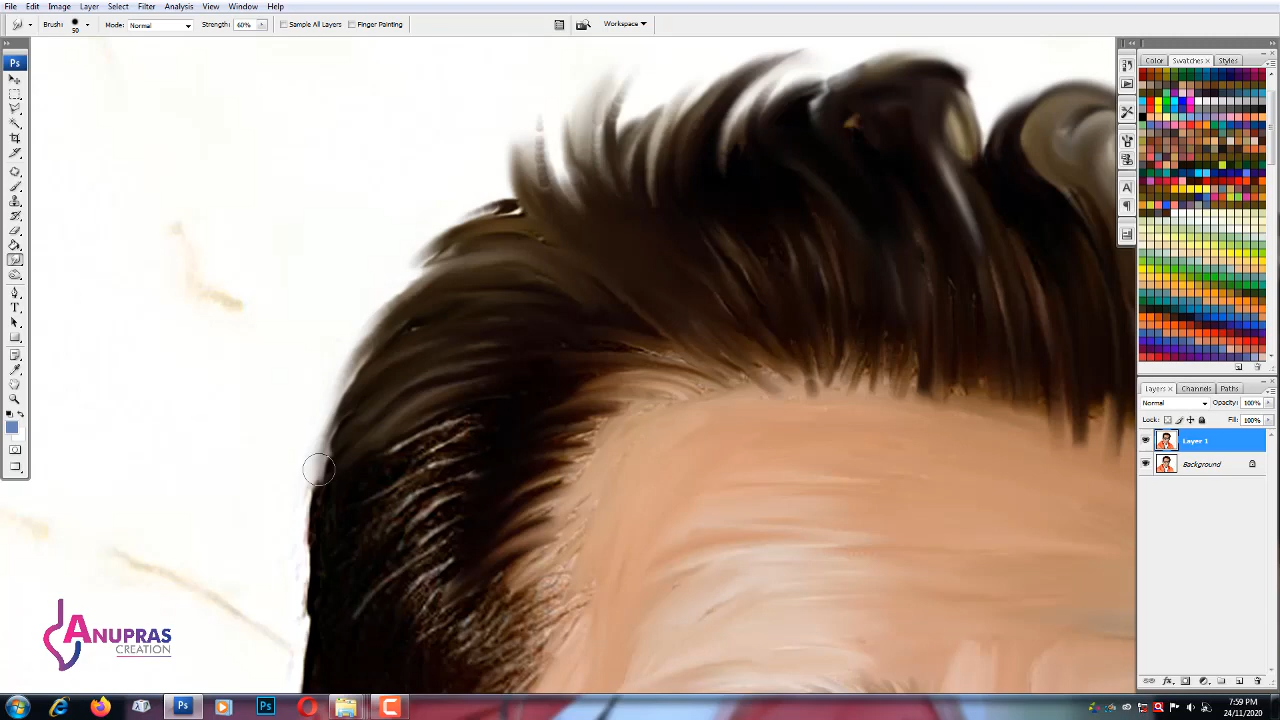 File Edit Image Layer Select Filter Analysis View Window Help
Brush: 50 Mode: Normal Strength: 60% Sample All Layers Finger Painting Workspace
Ps
Color Swatches× Styles
Layers× Channels Paths
Normal Opacity: 100%
Lock: Fill: 100%
Layer 1
Background
ANUPRAS
CREATION
7:59 PM
24/11/2020